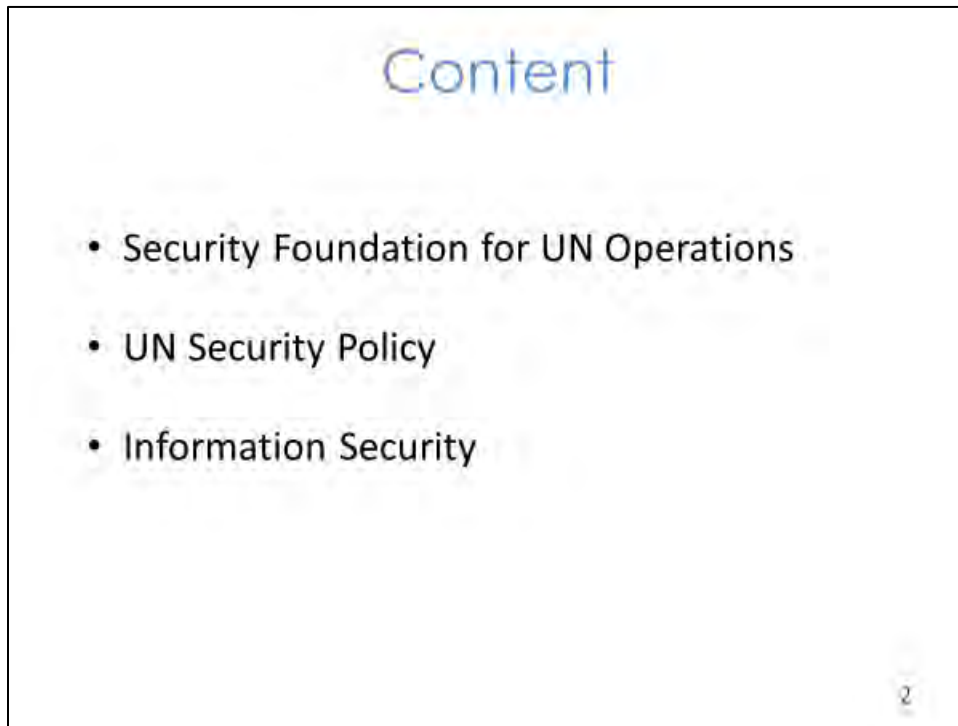 Content
• Security Foundation for UN Operations
• UN Security Policy
• Information Security
2